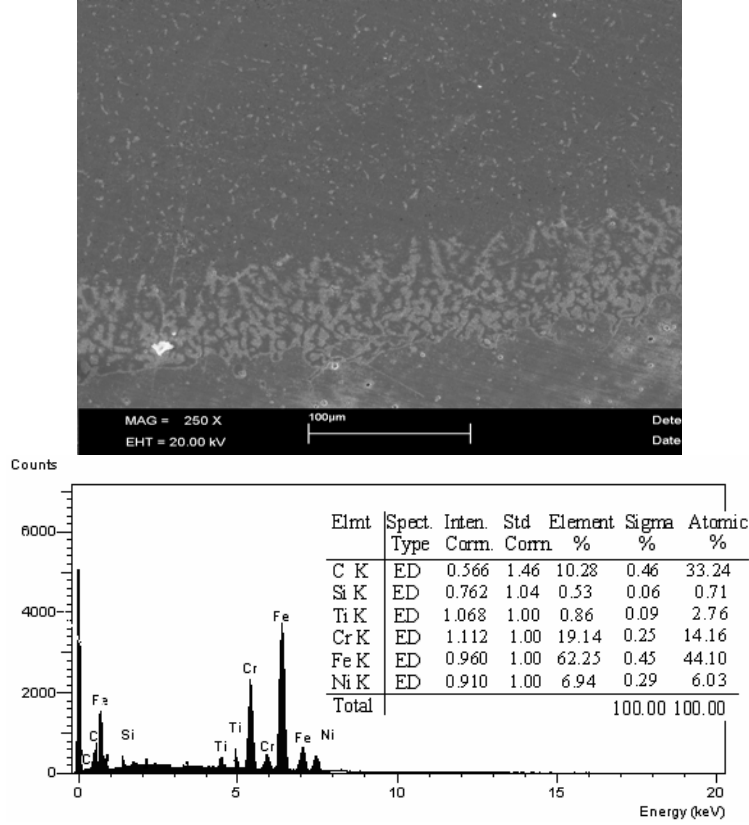 MAG = 250 X
EHT = 20.00 kV
100µm
Dete
Date
Counts
6000
4000
2000
0
Elmt Spect. Inten. Std Element Sigma Atomic
Type Corrn. Corrn. % % %
C K ED 0.566 1.46 10.28 0.46 33.24
Si K ED 0.762 1.04 0.53 0.06 0.71
Ti K ED 1.068 1.00 0.86 0.09 2.76
Cr K ED 1.112 1.00 19.14 0.25 14.16
Fe K ED 0.960 1.00 62.25 0.45 44.10
Ni K ED 0.910 1.00 6.94 0.29 6.03
Total 100.00 100.00
Fe
Cr
Fe
C
C
Si
Ti
Ti
Cr
Fe
Ni
0 5 10 15 20
Energy (keV)